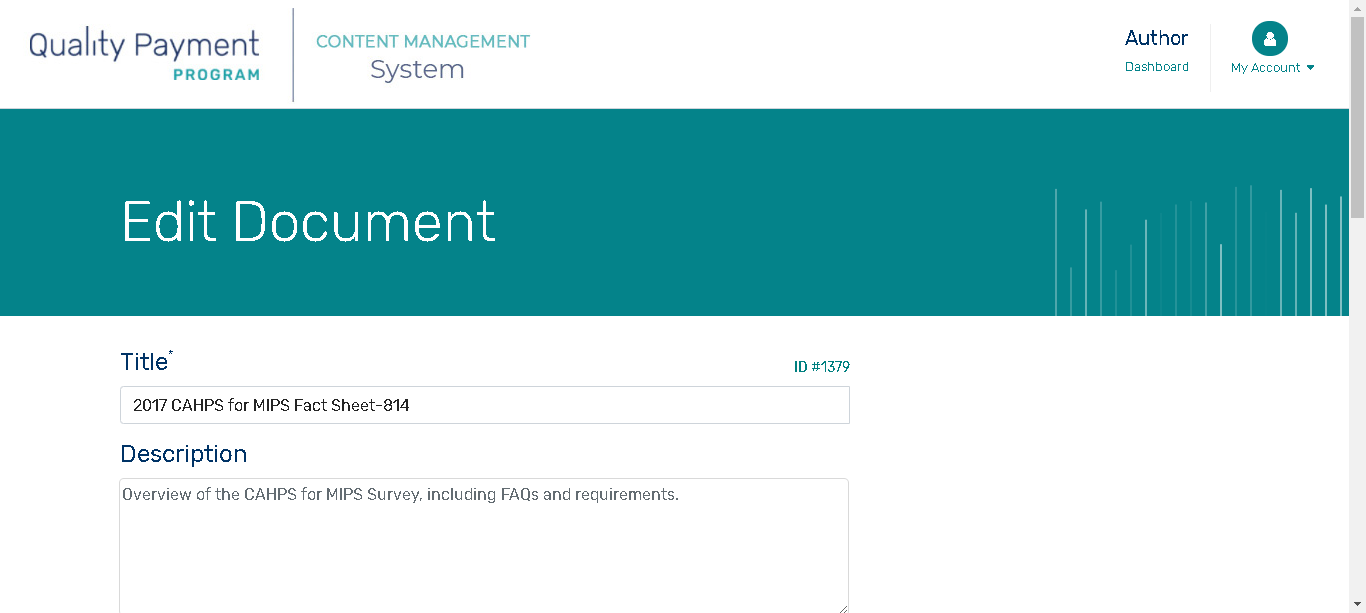 Quality Payment
PROGRAM
CONTENT MANAGEMENT
System
Author
Dashboard
My Account
Edit Document
Title*
ID #1379
2017 CAHPS for MIPS Fact Sheet-814
Description
Overview of the CAHPS for MIPS Survey, including FAQs and requirements.